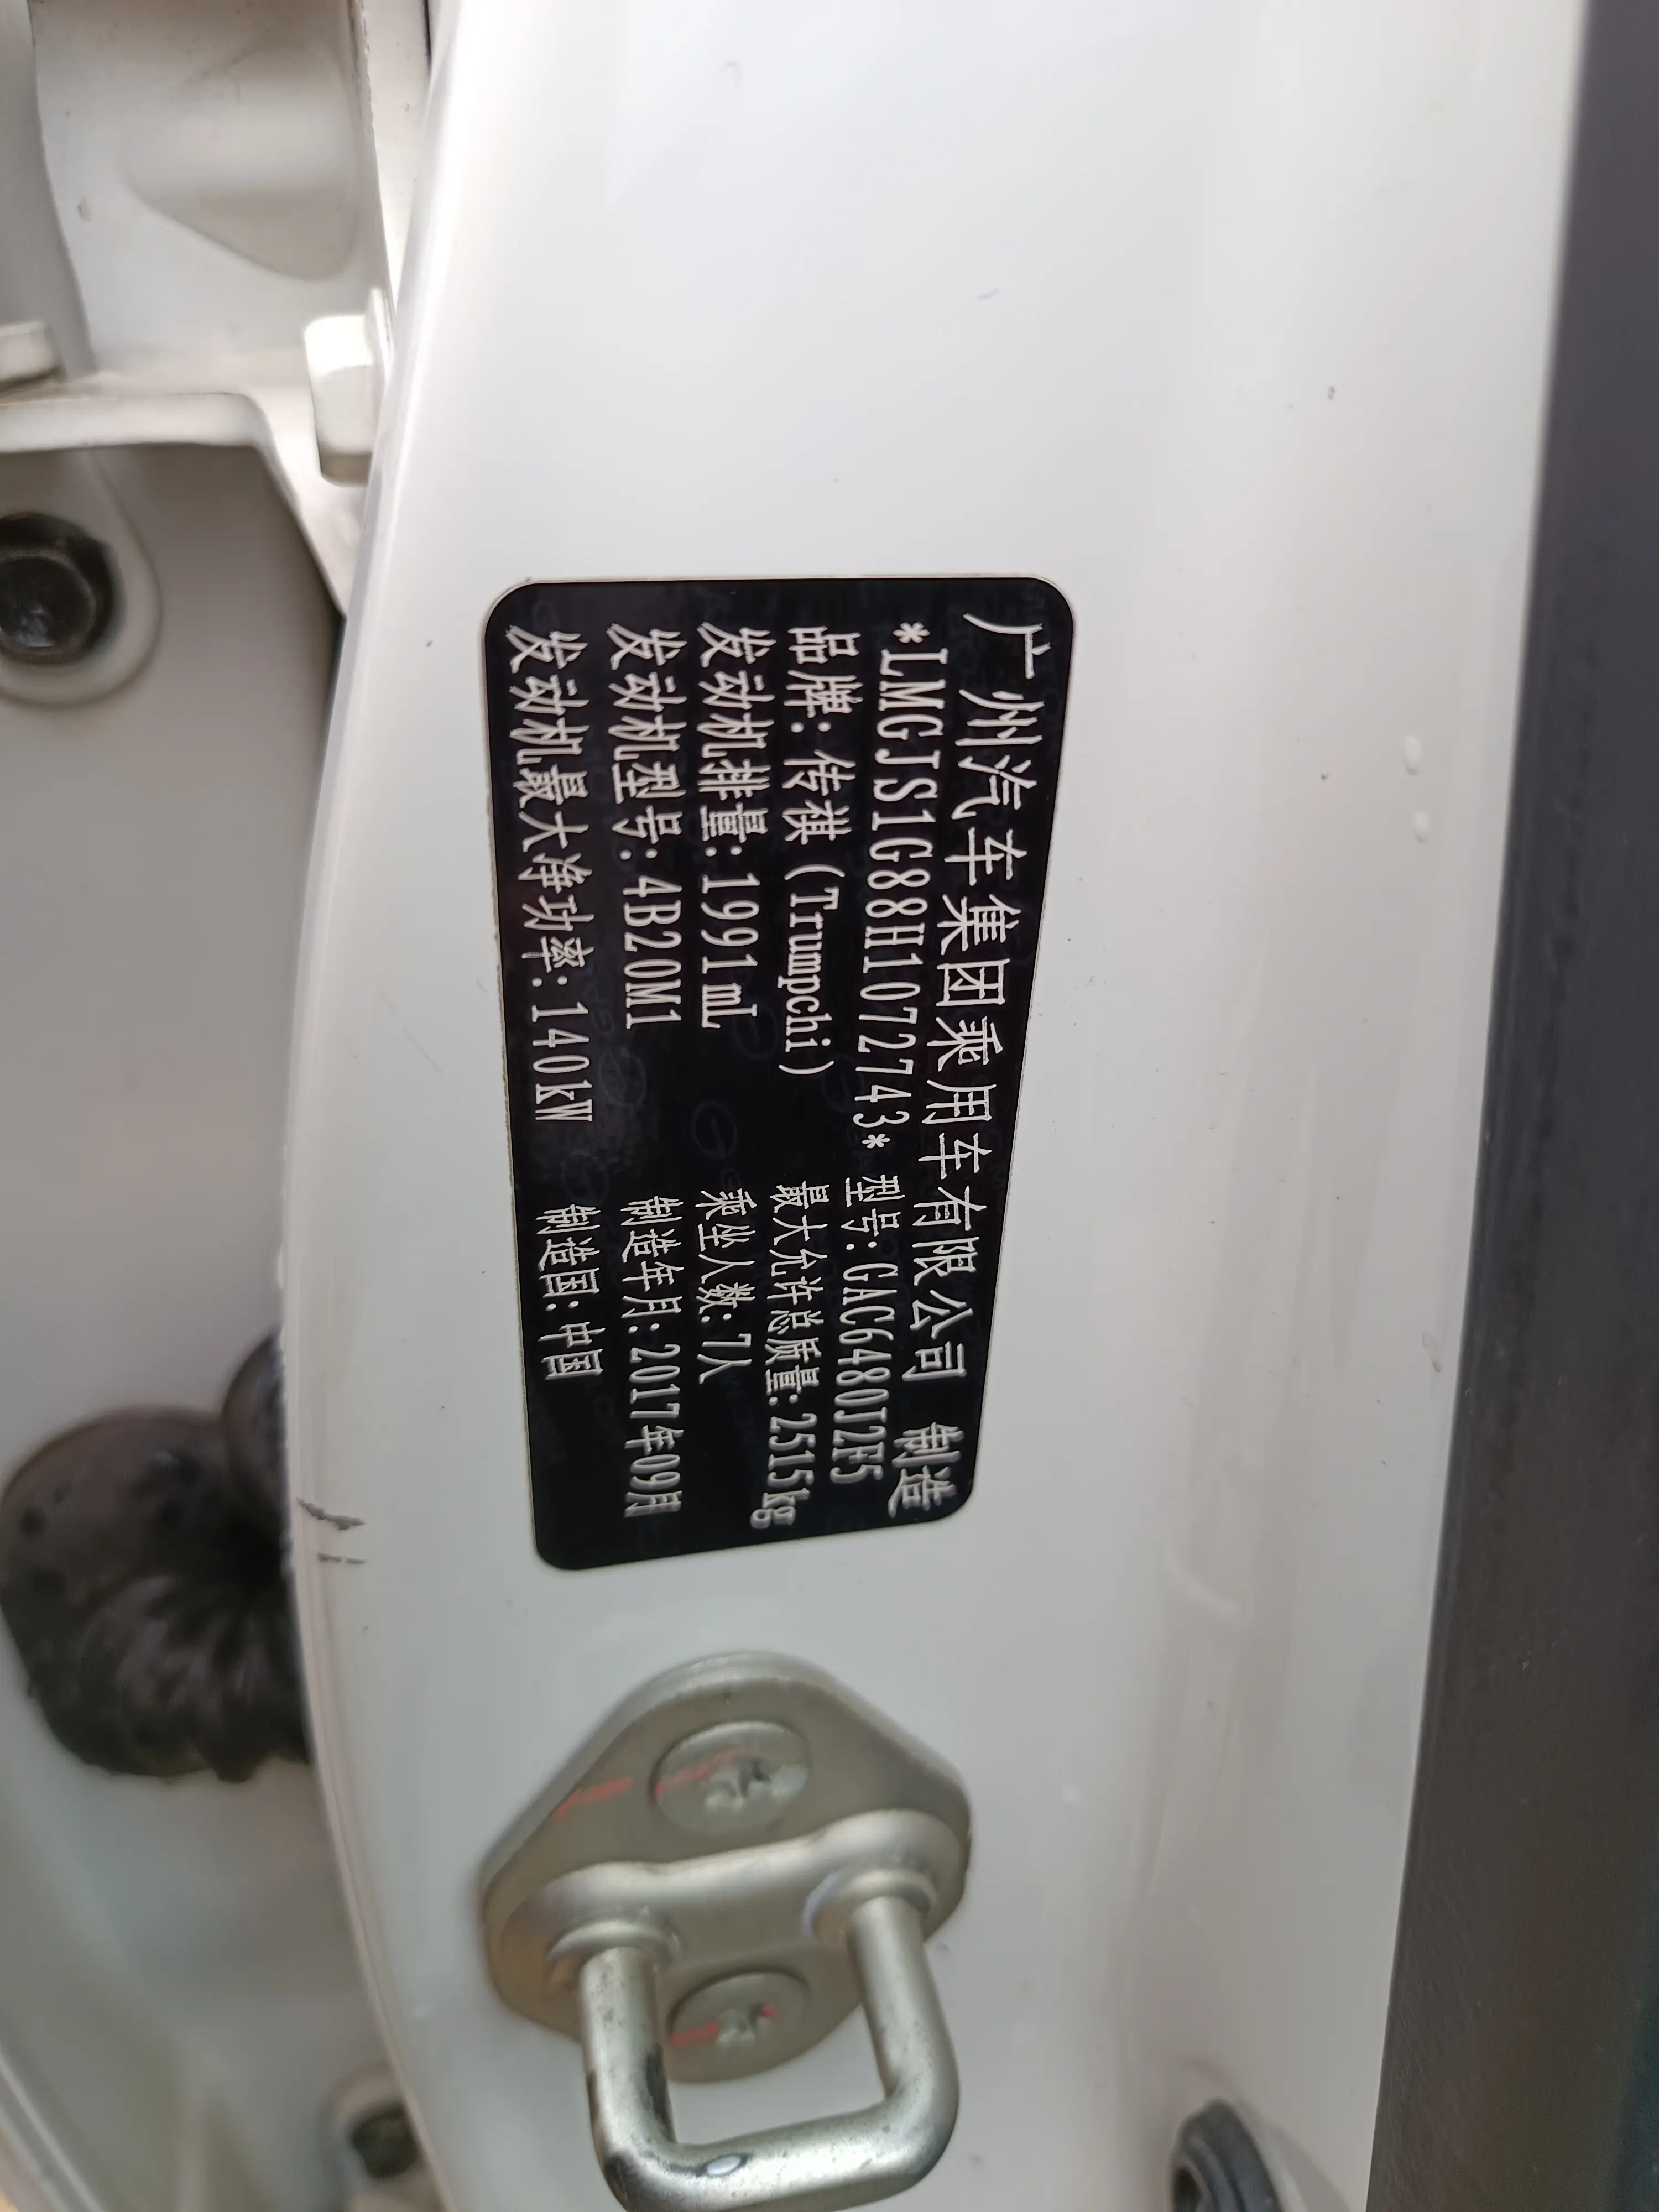 广州汽车集团乘用车有限公司 制造
*LMGJS1G88H1072743* 型号:GAC6480J2F5
品牌:传祺(Trumpchi) 最大允许总质量:2515kg
发动机排量:1991mL 乘坐人数:7人
发动机型号:4B20M1 制造年月:2017年09月
发动机最大净功率:140kW 制造国:中国